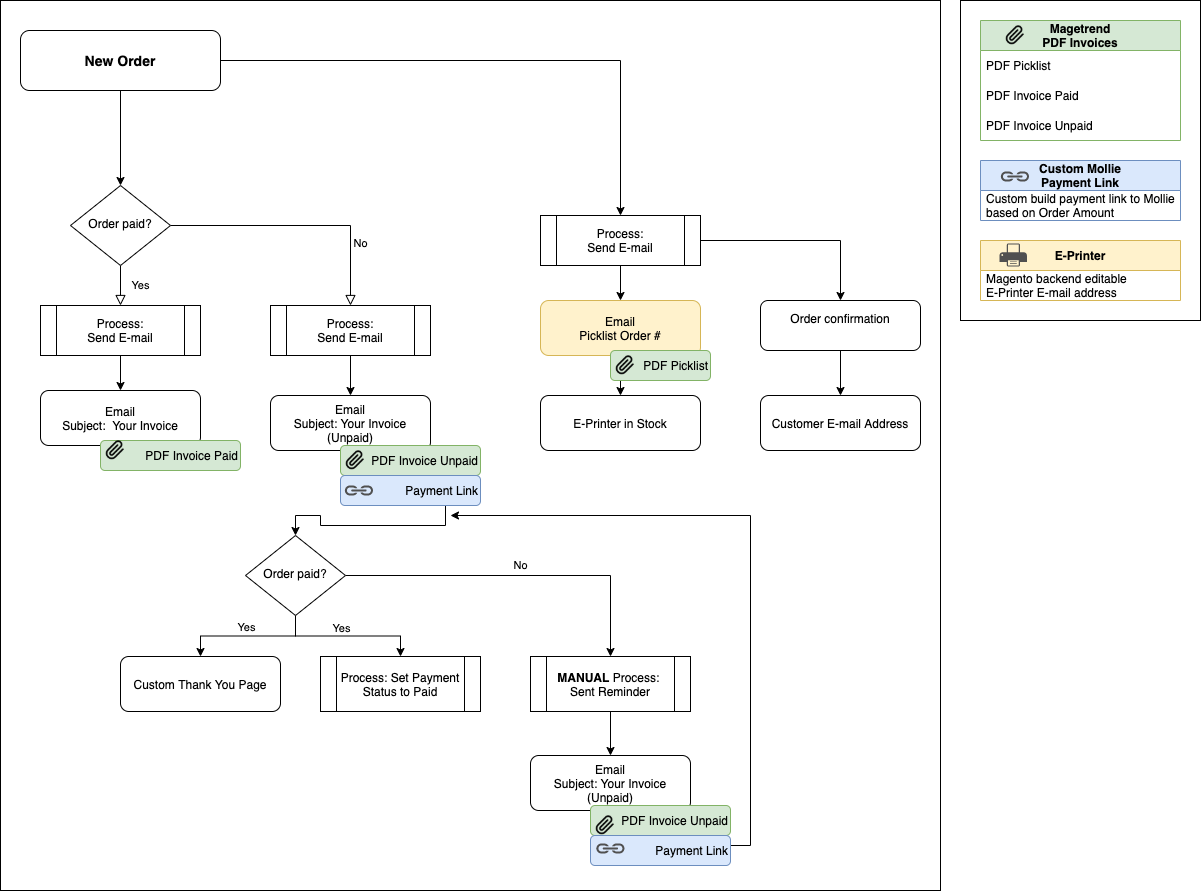 New Order
Order paid?
Yes
No
Process:
Send E-mail
Email
Subject:  Your Invoice
PDF Invoice Paid
Process:
Send E-mail
Email
Subject: Your Invoice
(Unpaid)
PDF Invoice Unpaid
Payment Link
Process:
Send E-mail
Email
Picklist Order #
PDF Picklist
E-Printer in Stock
Order confirmation
Customer E-mail Address
Order paid?
No
Yes
Yes
Custom Thank You Page
Process: Set Payment
Status to Paid
MANUAL Process:
Sent Reminder
Email
Subject: Your Invoice
(Unpaid)
PDF Invoice Unpaid
Payment Link
Magetrend
PDF Invoices
PDF Picklist
PDF Invoice Paid
PDF Invoice Unpaid
Custom Mollie
Payment Link
Custom build payment link to Mollie
based on Order Amount
E-Printer
Magento backend editable
E-Printer E-mail address